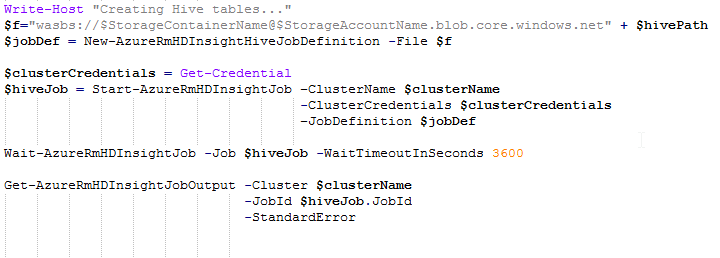 Write-Host "Creating Hive tables..."
$f="wasbs://$StorageContainerName@$StorageAccountName.blob.core.windows.net" + $hivePath
$jobDef = New-AzureRmHDInsightHiveJobDefinition -File $f
$clusterCredentials = Get-Credential
$hiveJob = Start-AzureRmHDInsightJob -ClusterName $clusterName
-ClusterCredentials $clusterCredentials
-JobDefinition $jobDef
Wait-AzureRmHDInsightJob -Job $hiveJob -WaitTimeoutInSeconds 3600
Get-AzureRmHDInsightJobOutput -Cluster $clusterName
-JobId $hiveJob.JobId
-StandardError